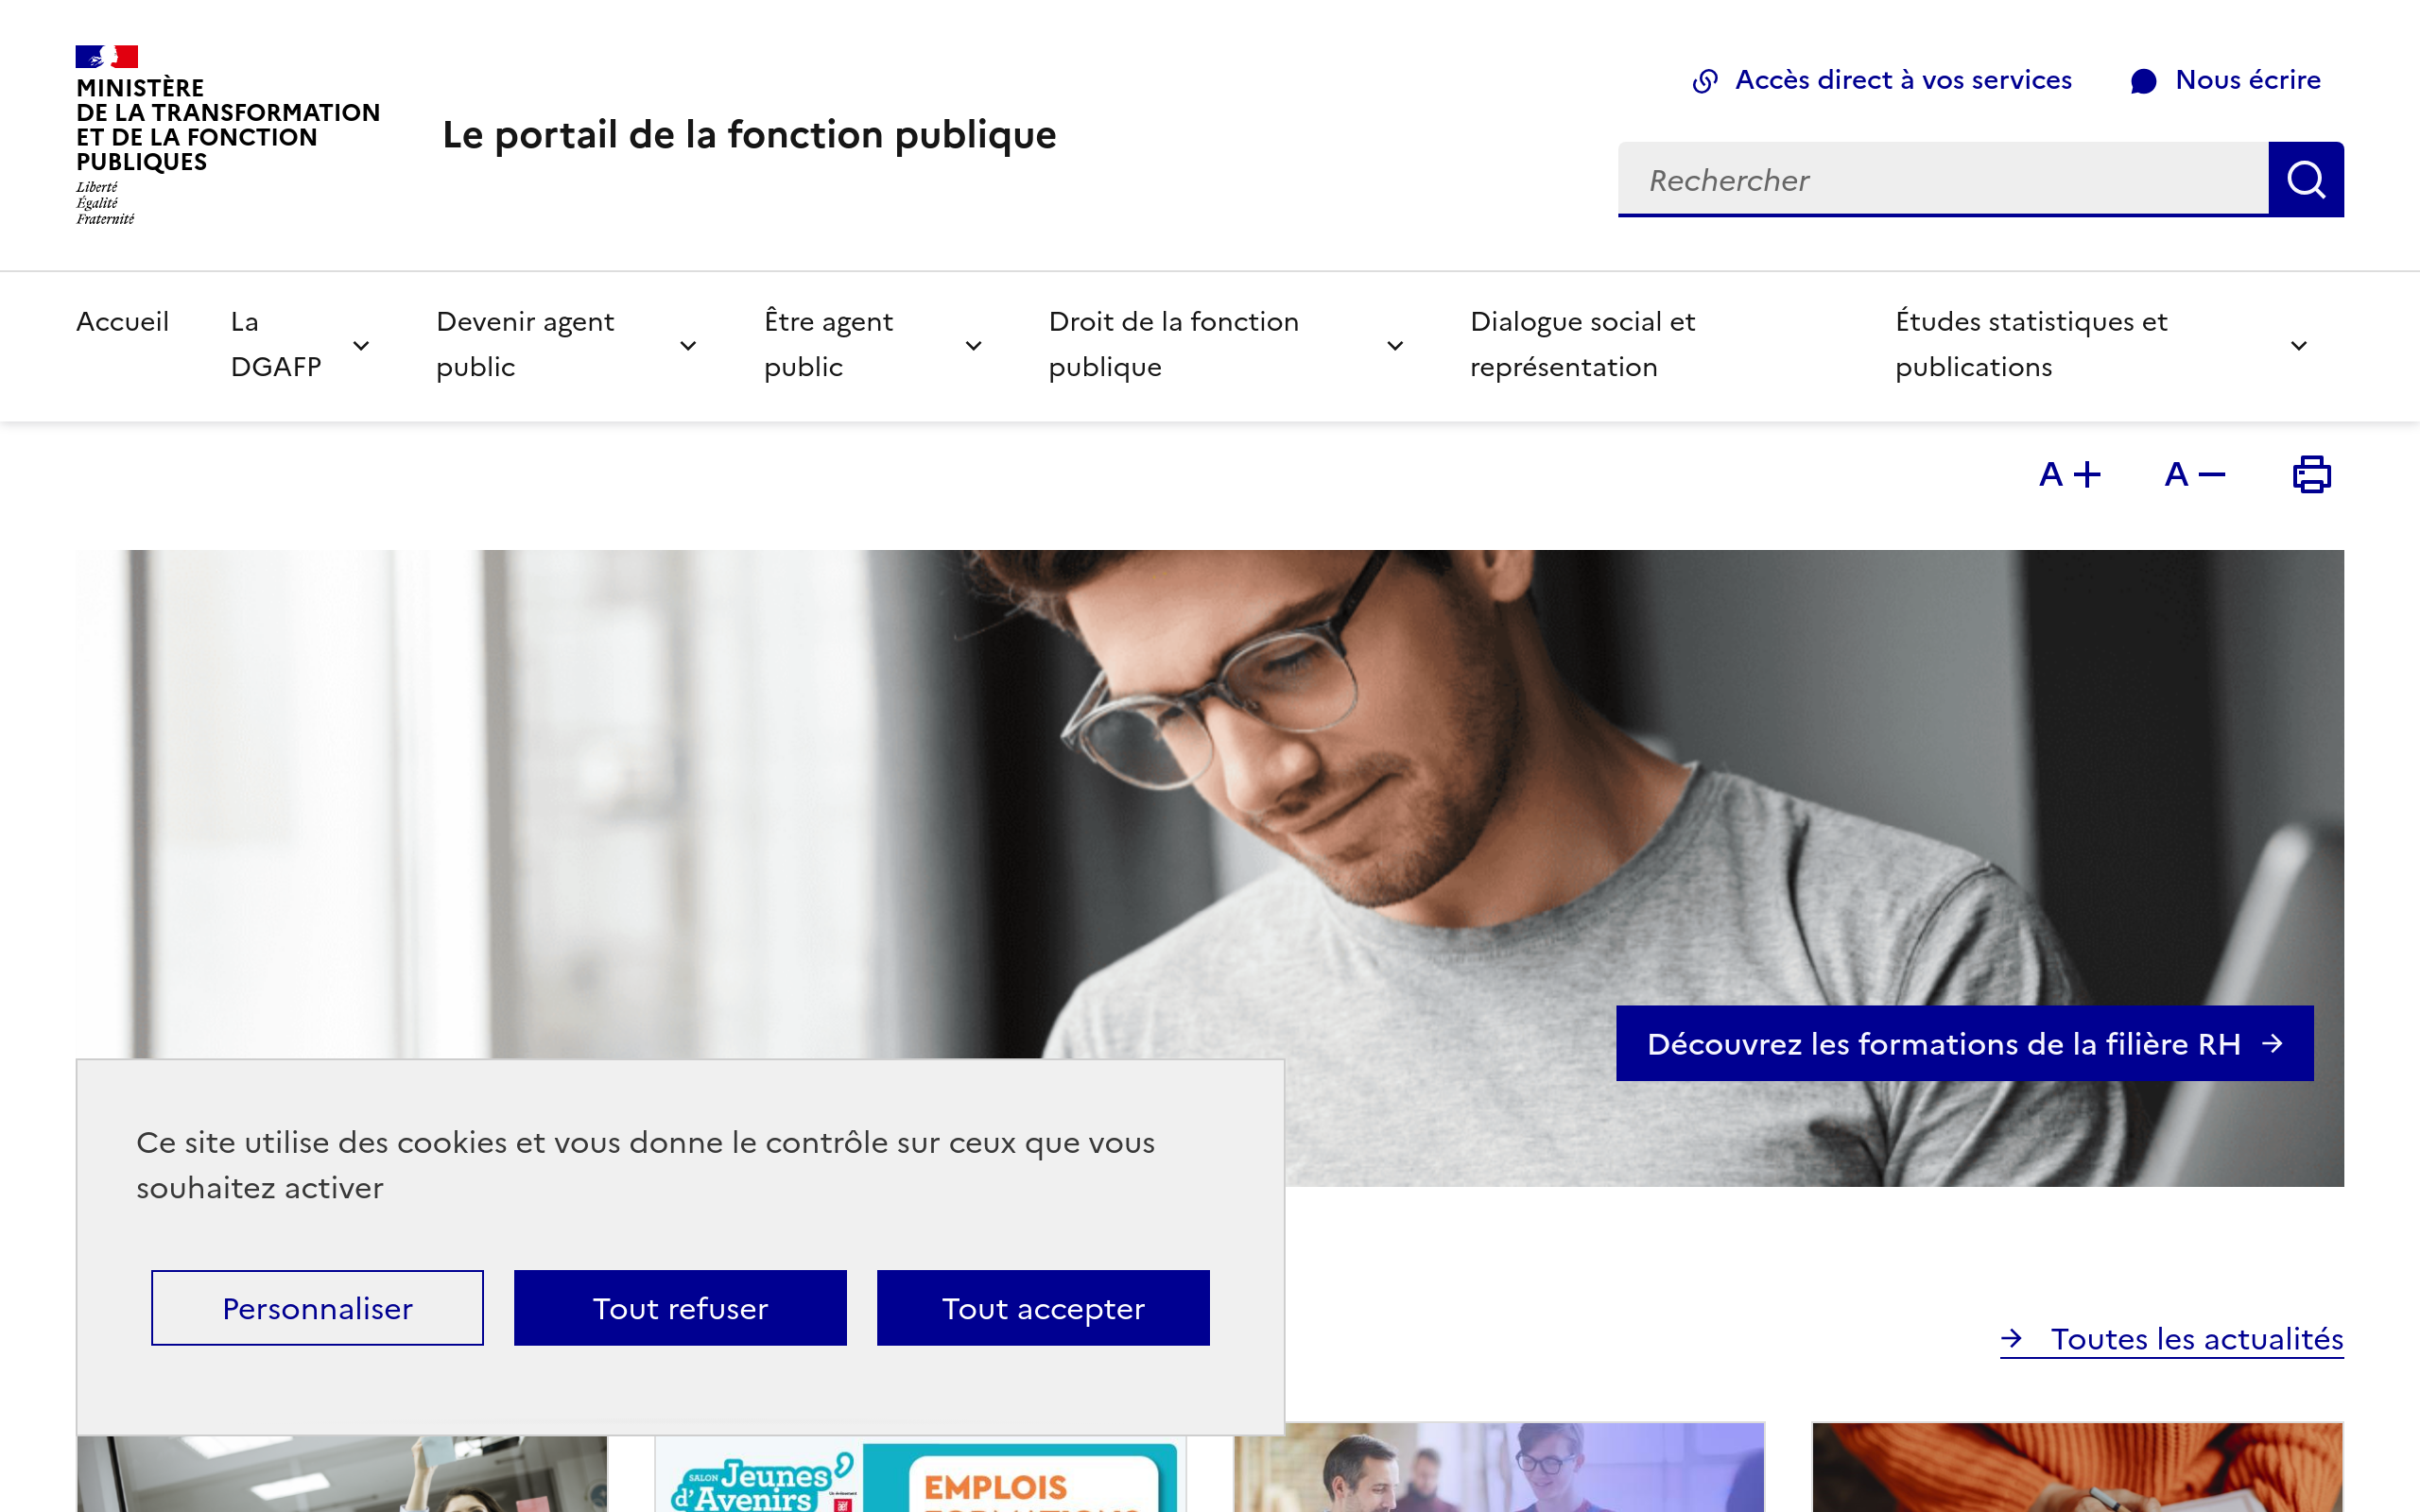 MINISTÈRE
DE LA TRANSFORMATION
ET DE LA FONCTION
PUBLIQUES
Liberté
Égalité
Fraternité
Le portail de la fonction publique
Accès direct à vos services
Nous écrire
Rechercher
Accueil
La
DGAFP
Devenir agent
public
Être agent
public
Droit de la fonction
publique
Dialogue social et
représentation
Études statistiques et
publications
A +
A −
Découvrez les formations de la filière RH
Ce site utilise des cookies et vous donne le contrôle sur ceux que vous
souhaitez activer
Personnaliser
Tout refuser
Tout accepter
Toutes les actualités
SALON Jeunes
d'Avenirs
EMPLOIS